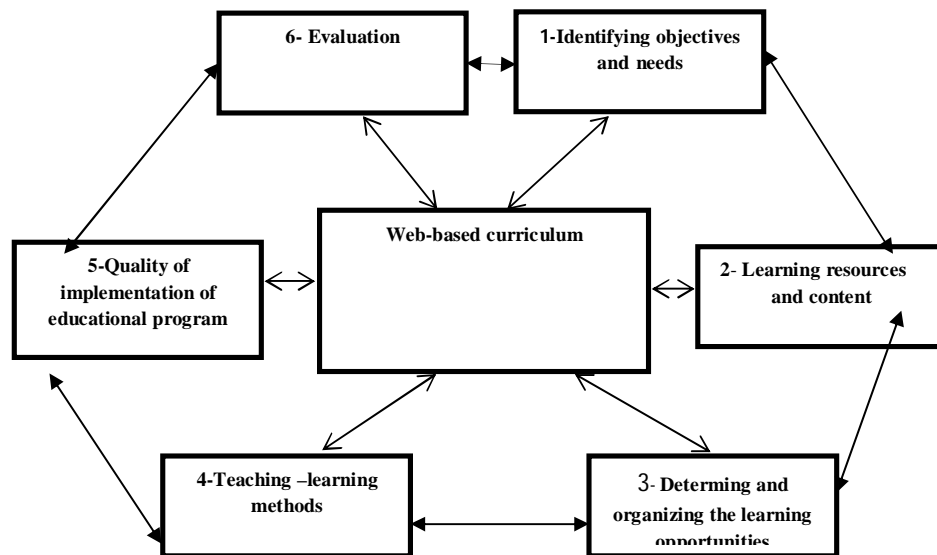 6- Evaluation
1-Identifying objectives
and needs
Web-based curriculum
5-Quality of
implementation of
educational program
2- Learning resources
and content
4-Teaching –learning
methods
3- Determing and
organizing the learning
opportunities